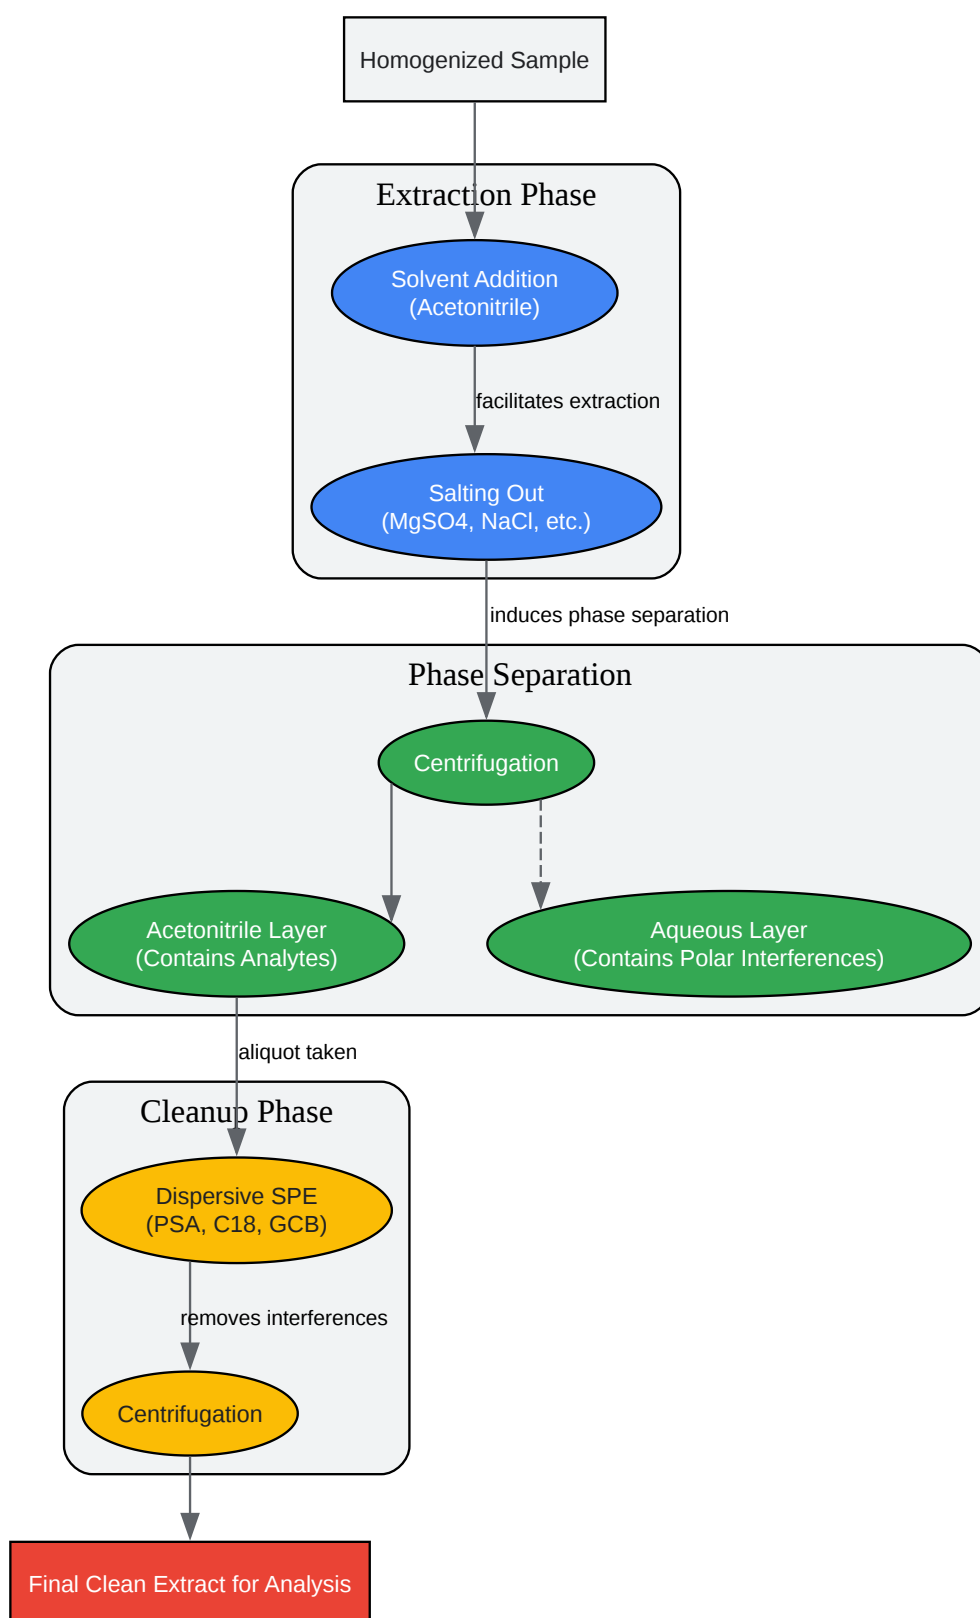 Homogenized Sample
Extraction Phase
Solvent Addition
(Acetonitrile)
facilitates extraction
Salting Out
(MgSO4, NaCl, etc.)
induces phase separation
Phase Separation
Centrifugation
Acetonitrile Layer
(Contains Analytes)
Aqueous Layer
(Contains Polar Interferences)
aliquot taken
Cleanup Phase
Dispersive SPE
(PSA, C18, GCB)
removes interferences
Centrifugation
Final Clean Extract for Analysis